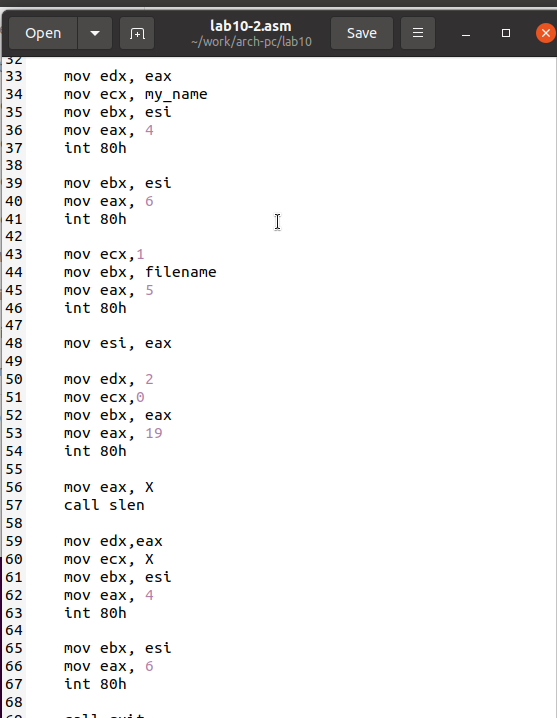 Open
lab10-2.asm
~/work/arch-pc/lab10
Save
32
33 mov edx, eax
34 mov ecx, my_name
35 mov ebx, esi
36 mov eax, 4
37 int 80h
38
39 mov ebx, esi
40 mov eax, 6
41 int 80h
42
43 mov ecx,1
44 mov ebx, filename
45 mov eax, 5
46 int 80h
47
48 mov esi, eax
49
50 mov edx, 2
51 mov ecx,0
52 mov ebx, eax
53 mov eax, 19
54 int 80h
55
56 mov eax, X
57 call slen
58
59 mov edx,eax
60 mov ecx, X
61 mov ebx, esi
62 mov eax, 4
63 int 80h
64
65 mov ebx, esi
66 mov eax, 6
67 int 80h
68